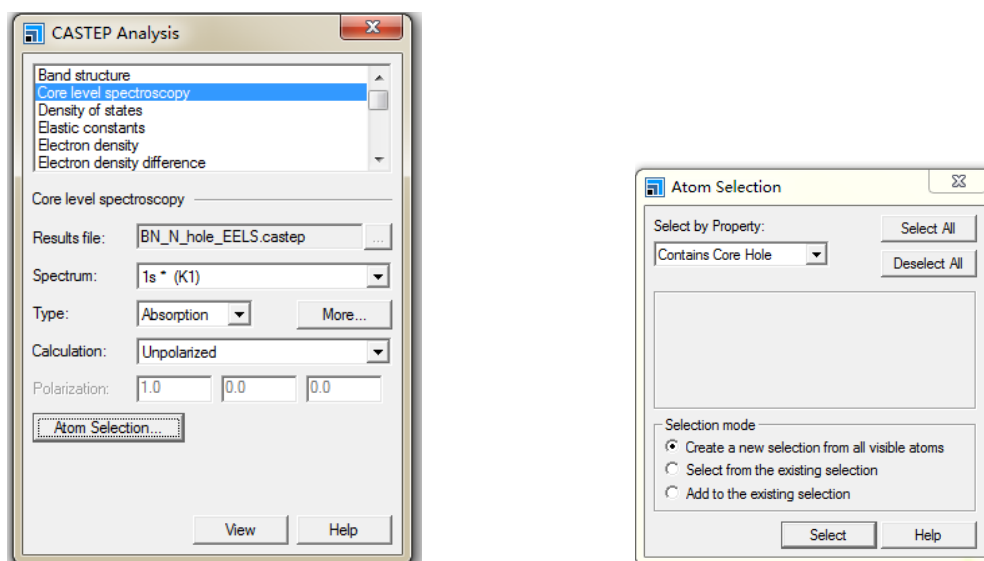 CASTEP Analysis
Band structure
Core level spectroscopy
Density of states
Elastic constants
Electron density
Electron density difference
Core level spectroscopy
Results file: BN_N_hole_EELS.castep ...
Spectrum: 1s * (K1)
Type: Absorption More...
Calculation: Unpolarized
Polarization: 1.0 0.0 0.0
Atom Selection...
View Help
Atom Selection
Select by Property: Select All
Contains Core Hole
Deselect All
Selection mode
Create a new selection from all visible atoms
Select from the existing selection
Add to the existing selection
Select Help